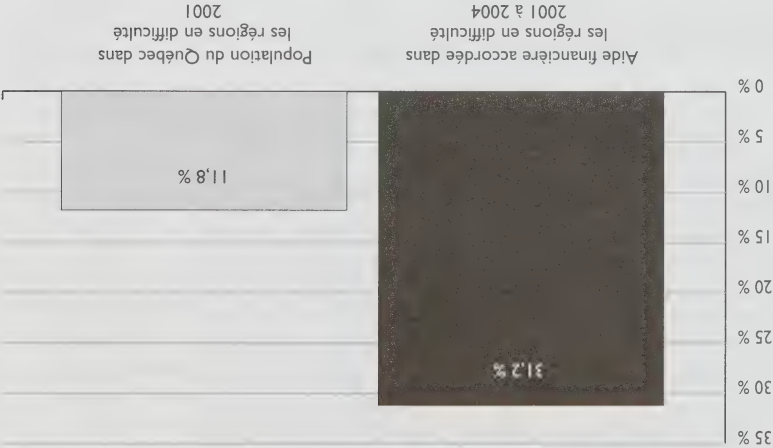 35 %
30 %
25 %
20 %
15 %
10 %
5 %
0 %
31,2 %
11,8 %
Aide financière accordée dans
les régions en difficulté
2001 à 2004
Population du Québec dans
les régions en difficulté
2001